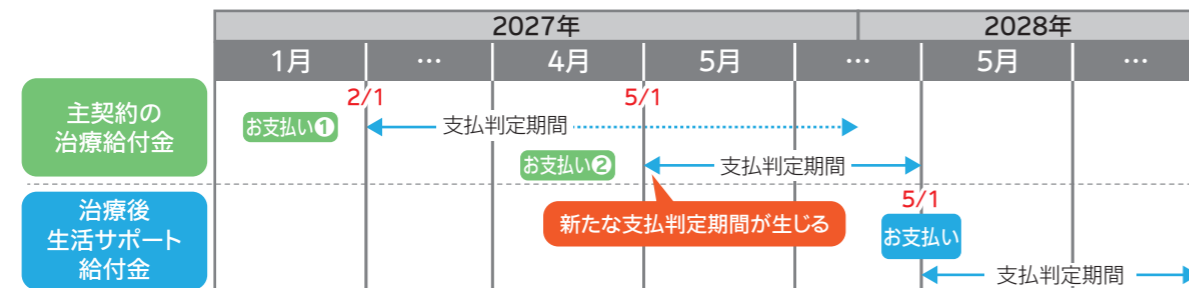 2027年 2028年
1月 … 4月 5月 … 5月 …
主契約の
治療給付金
2/1 5/1
お支払い❶ 支払判定期間
お支払い❷ 支払判定期間
新たな支払判定期間が生じる
治療後
生活サポート
給付金
5/1
お支払い
支払判定期間